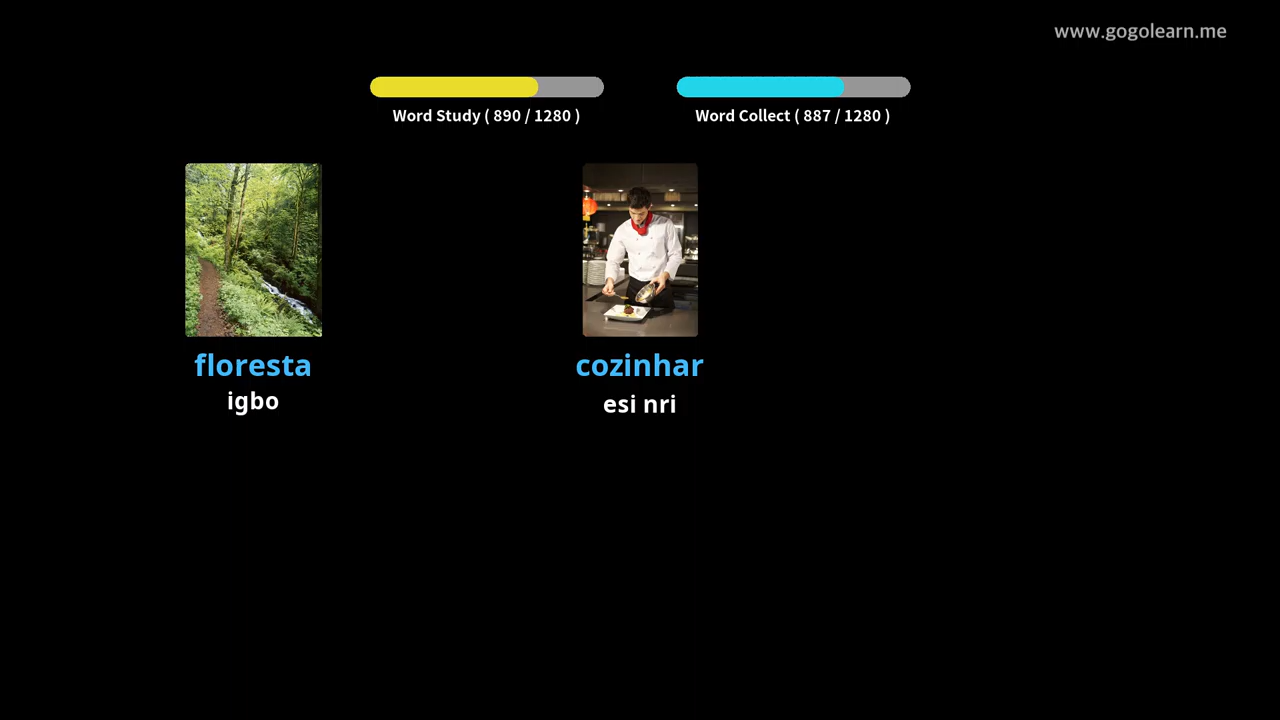 www.gogolearn.me
Word Study ( 890 / 1280 )
Word Collect ( 887 / 1280 )
floresta
igbo
cozinhar
esi nri